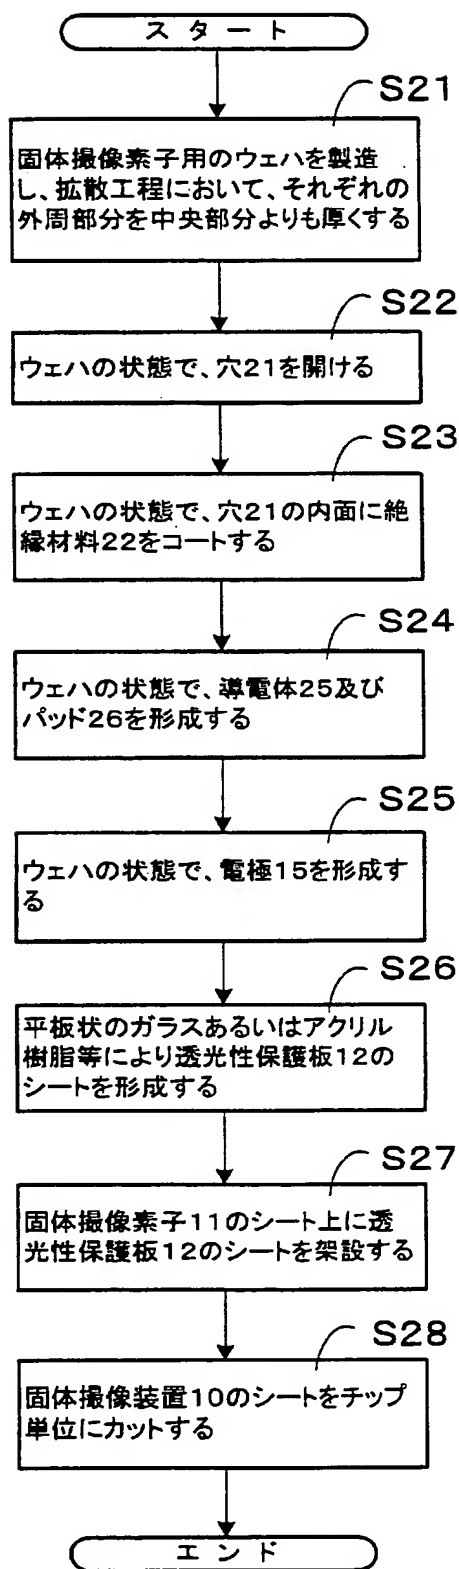 スタート
S21
固体撮像素子用のウェハを製造
し、拡散工程において、それぞれの
外周部分を中央部分よりも厚くする
S22
ウェハの状態で、穴21を開ける
S23
ウェハの状態で、穴21の内面に絶
縁材料22をコートする
S24
ウェハの状態で、導電体25及び
パッド26を形成する
S25
ウェハの状態で、電極15を形成す
る
S26
平板状のガラスあるいはアクリル
樹脂等により透光性保護板12の
シートを形成する
S27
固体撮像素子11のシート上に透
光性保護板12のシートを架設する
S28
固体撮像装置10のシートをチップ
単位にカットする
エンド